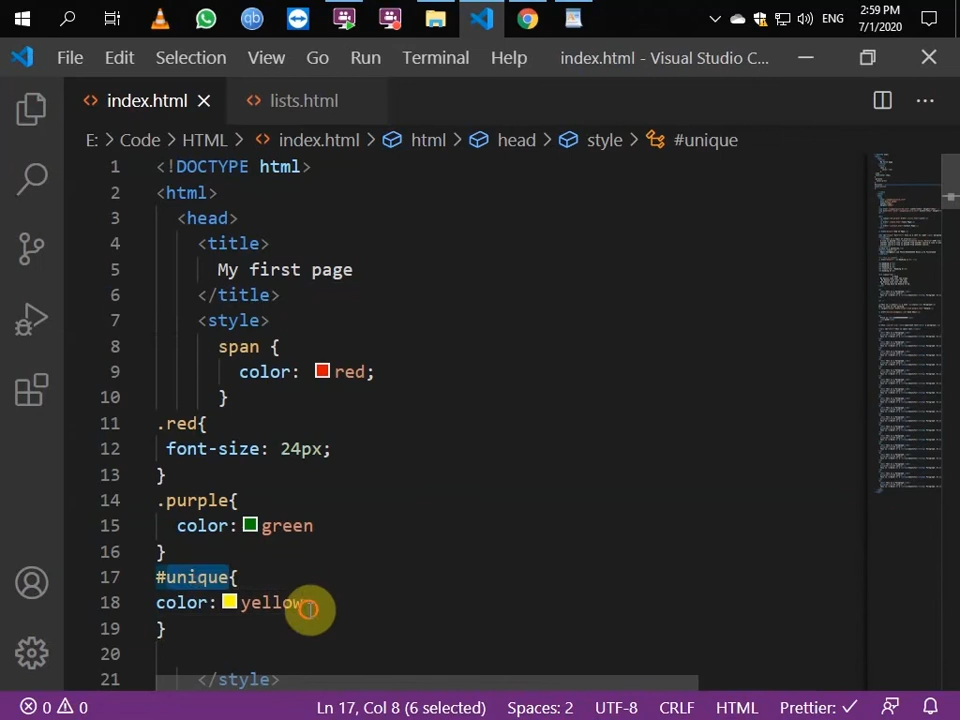 ENG
2:59 PM
7/1/2020
File Edit Selection View Go Run Terminal Help index.html - Visual Studio C...
index.html lists.html
E: > Code > HTML > index.html > html > head > style > #unique
1 <!DOCTYPE html>
2 <html>
3 <head>
4 <title>
5 My first page
6 </title>
7 <style>
8 span {
9 color: red;
10 }
11 .red{
12 font-size: 24px;
13 }
14 .purple{
15 color: green
16 }
17 #unique{
18 color: yellow
19 }
20
21 </style>
0 0 Ln 17, Col 8 (6 selected) Spaces: 2 UTF-8 CRLF HTML Prettier: ✓